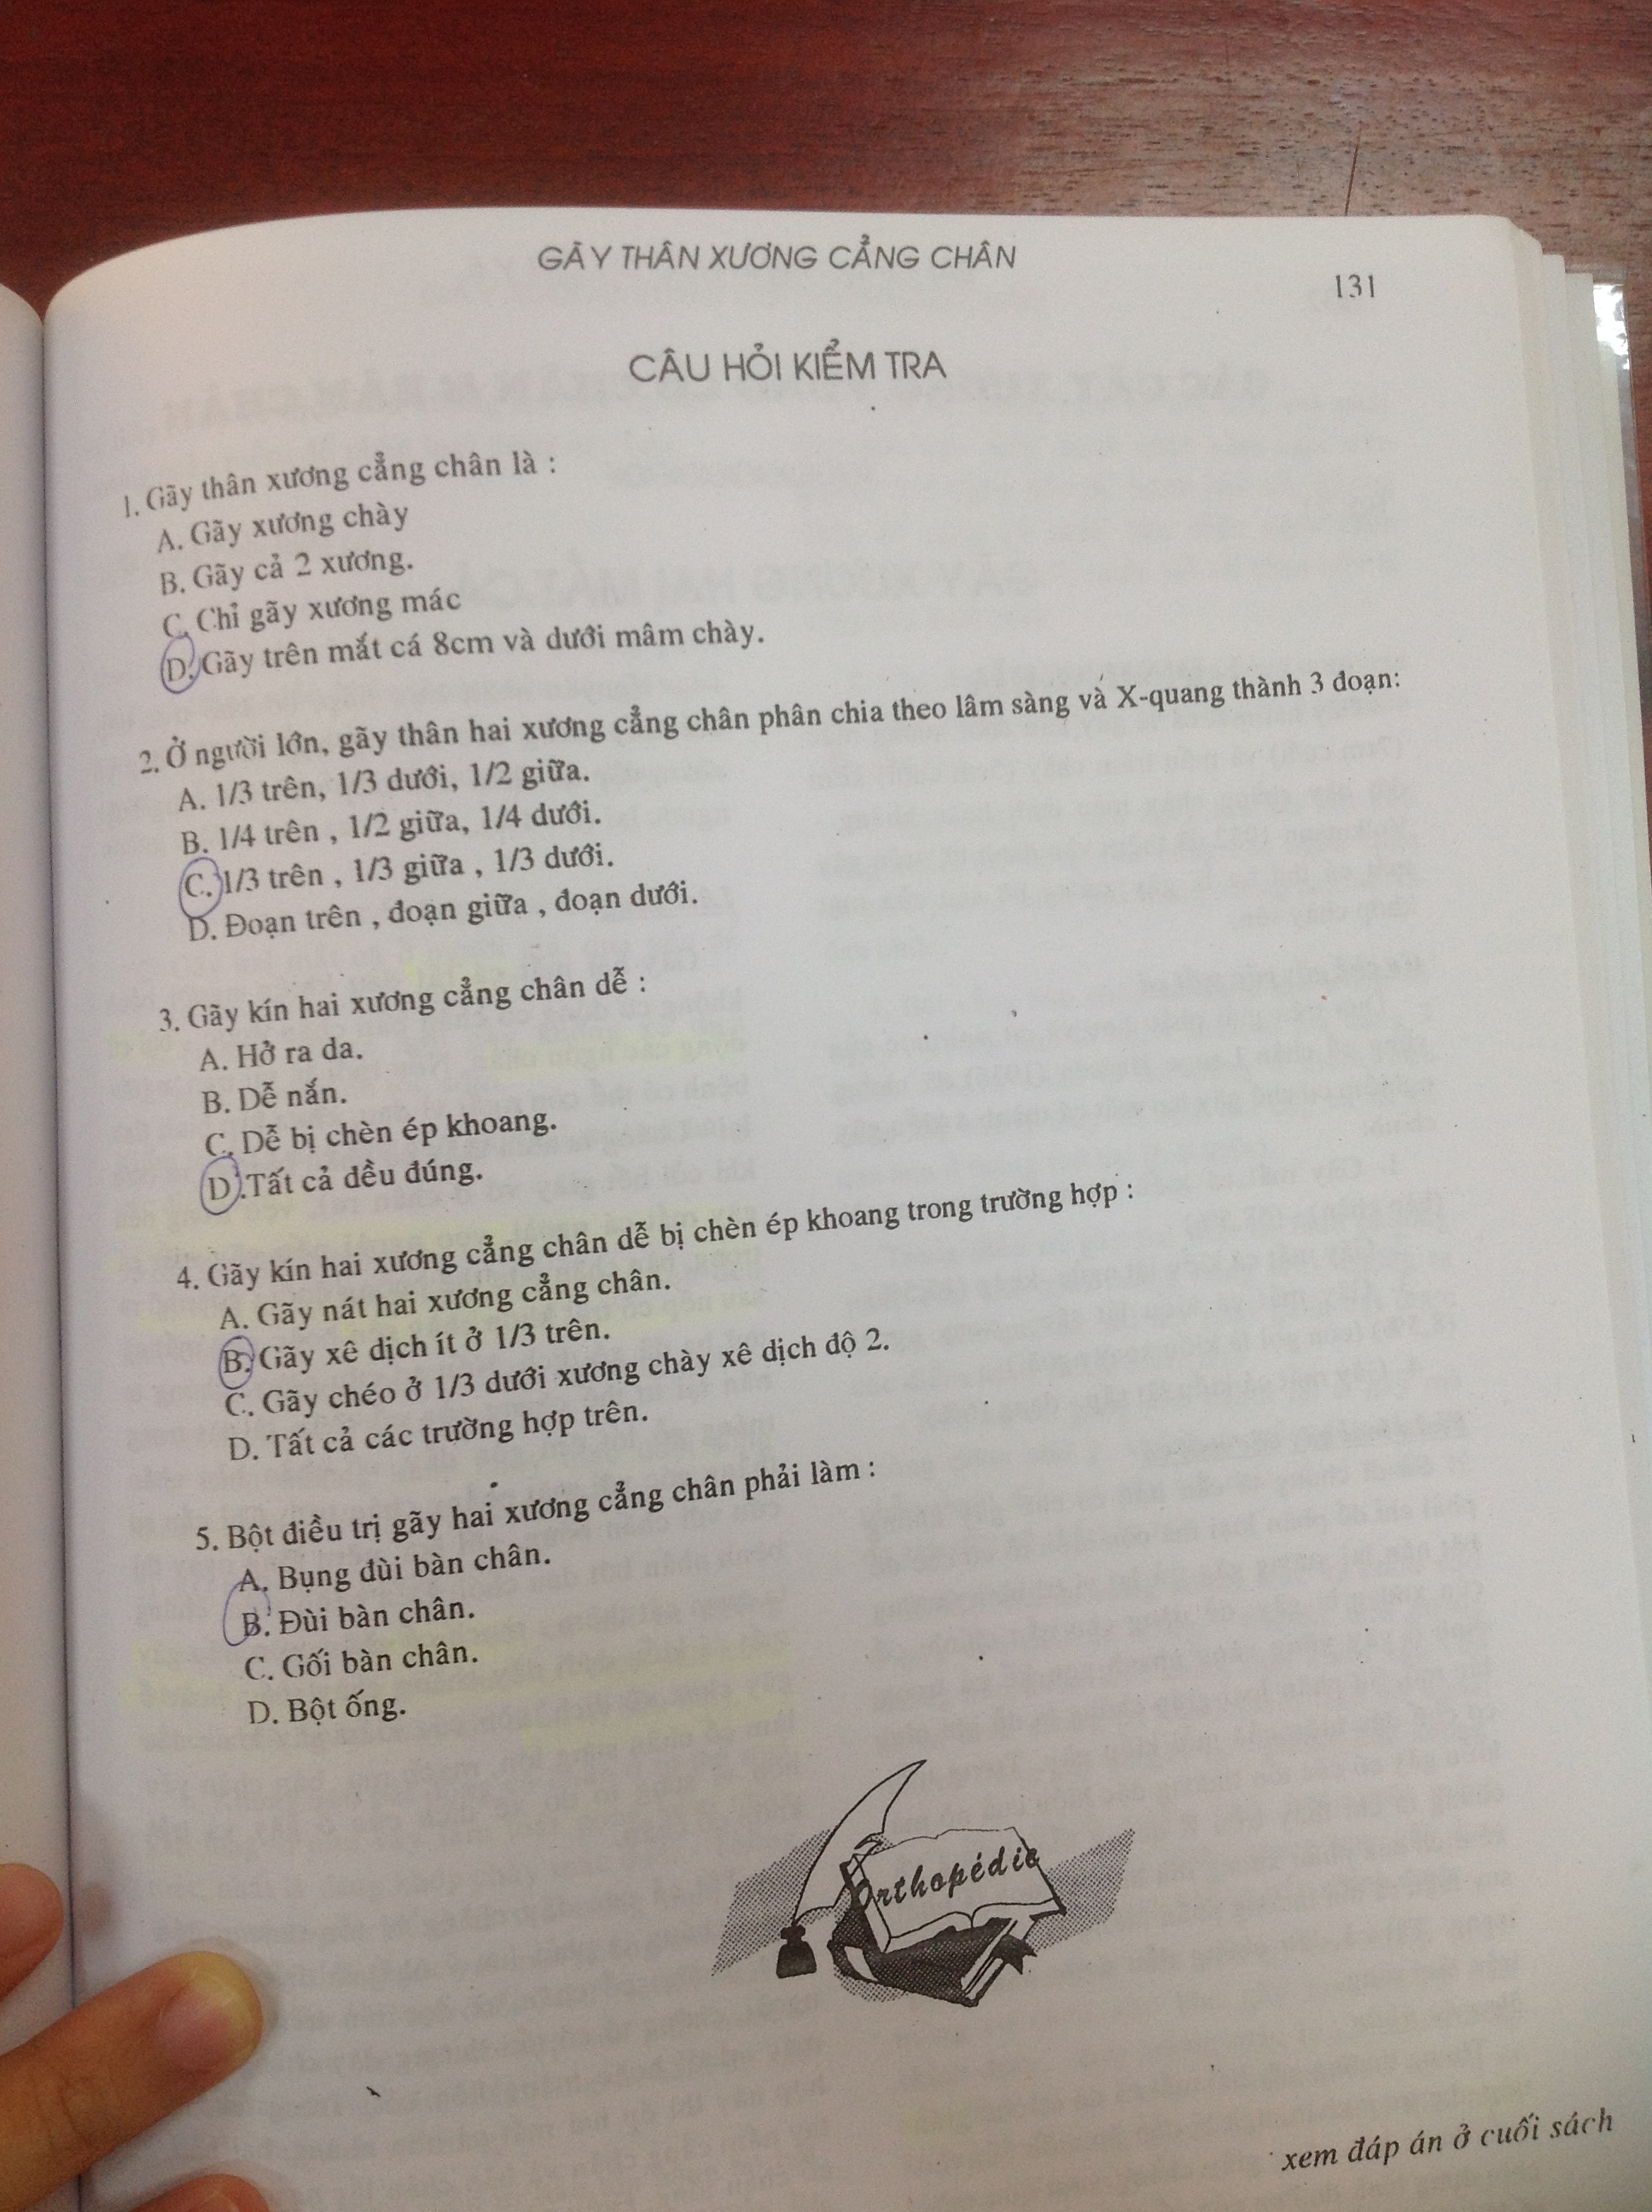 GÃY THÂN XƯƠNG CẲNG CHÂN
131
CÂU HỎI KIỂM TRA
1. Gãy thân xương cẳng chân là :
A. Gãy xương chày
B. Gãy cả 2 xương.
C. Chỉ gãy xương mác
D. Gãy trên mắt cá 8cm và dưới mâm chày.
2. Ở người lớn, gãy thân hai xương cẳng chân phân chia theo lâm sàng và X-quang thành 3 đoạn:
A. 1/3 trên, 1/3 dưới, 1/2 giữa.
B. 1/4 trên , 1/2 giữa, 1/4 dưới.
C. 1/3 trên , 1/3 giữa , 1/3 dưới.
D. Đoạn trên , đoạn giữa , đoạn dưới.
3. Gãy kín hai xương cẳng chân dễ :
A. Hở ra da.
B. Dễ nắn.
C. Dễ bị chèn ép khoang.
D.Tất cả đều đúng.
4. Gãy kín hai xương cẳng chân dễ bị chèn ép khoang trong trường hợp :
A. Gãy nát hai xương cẳng chân.
B. Gãy xê dịch ít ở 1/3 trên.
C. Gãy chéo ở 1/3 dưới xương chày xê dịch độ 2.
D. Tất cả các trường hợp trên.
5. Bột điều trị gãy hai xương cẳng chân phải làm :
A. Bụng đùi bàn chân.
B. Đùi bàn chân.
C. Gối bàn chân.
D. Bột ống.
Orthopédie
xem đáp án ở cuối sách